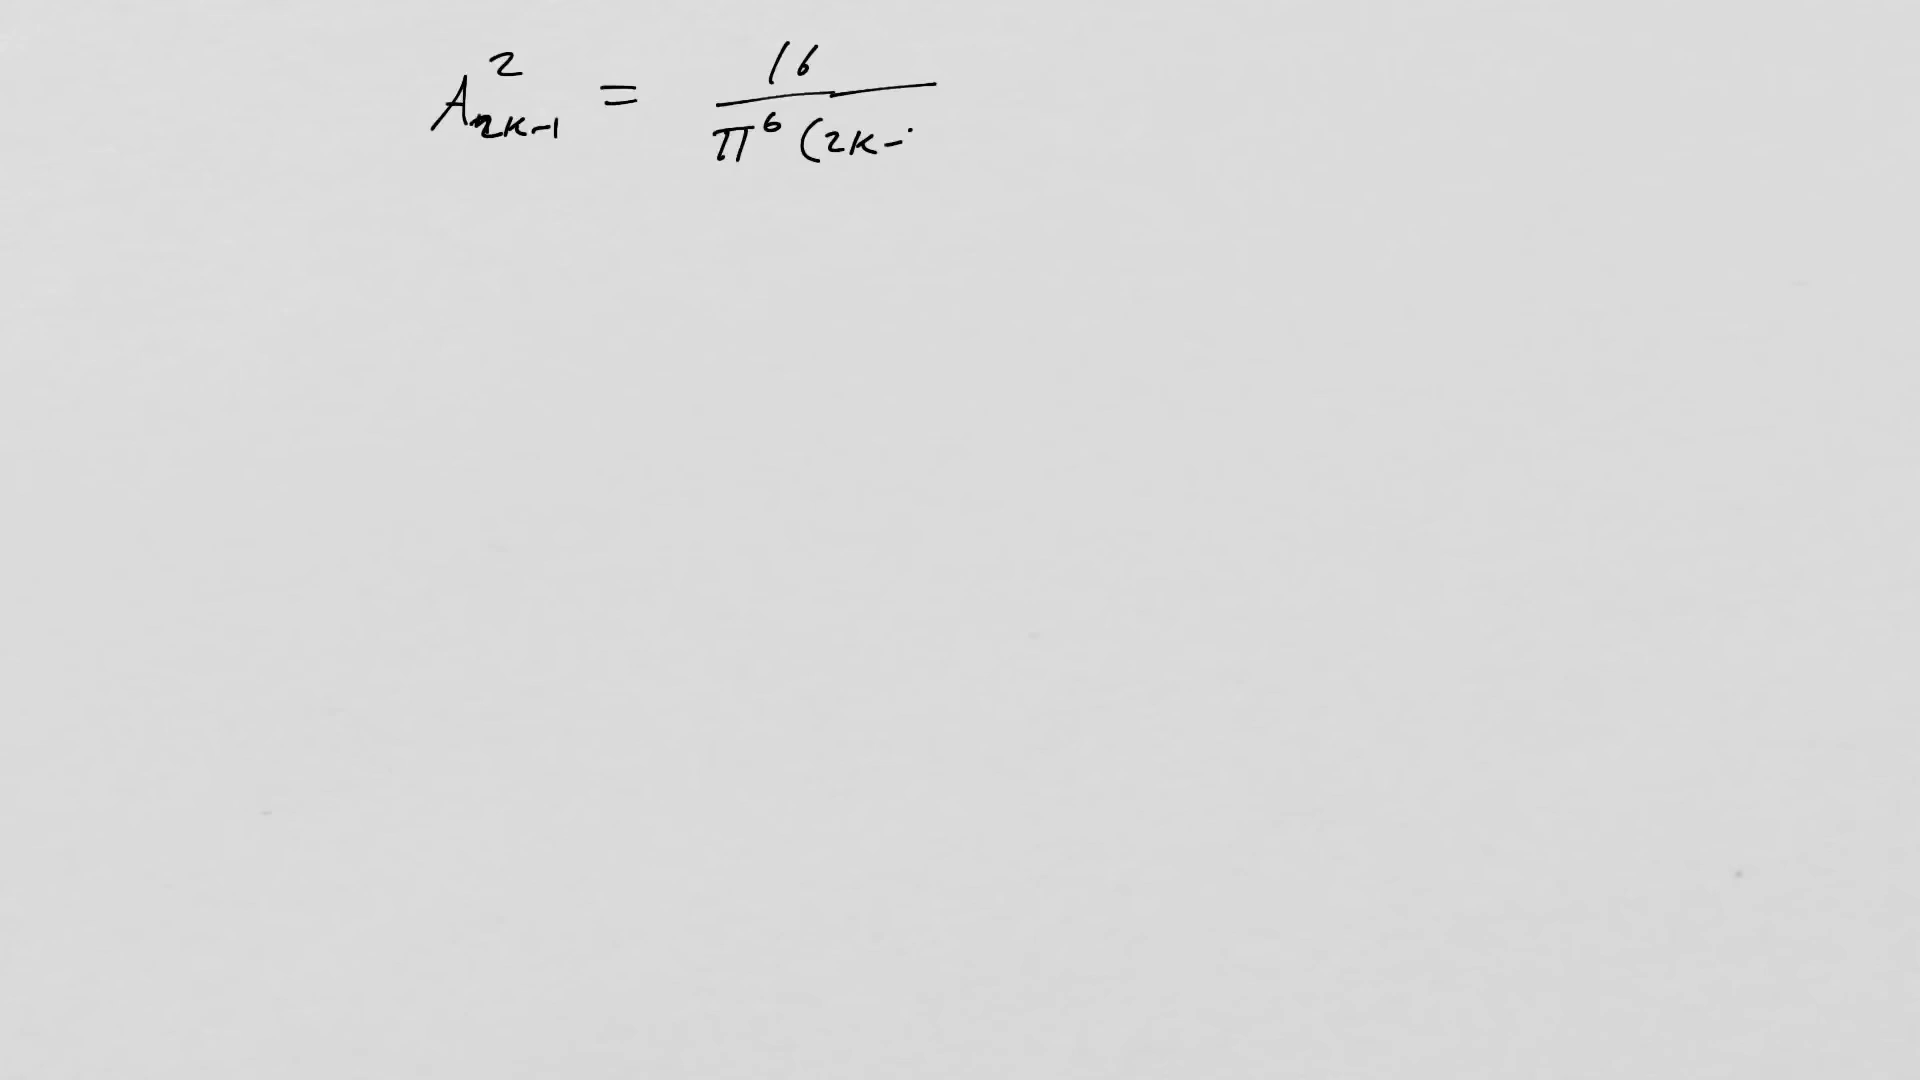 A²₂ₖ₋₁ = 16 / π⁶ (2k-